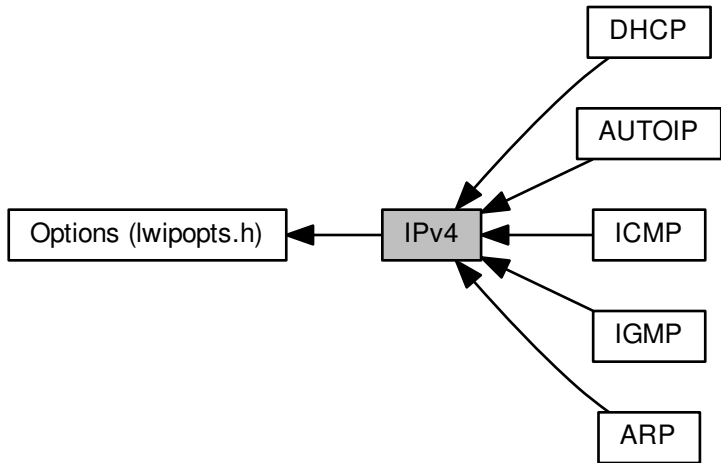 DHCP
AUTOIP
Options (lwipopts.h)
IPv4
ICMP
IGMP
ARP